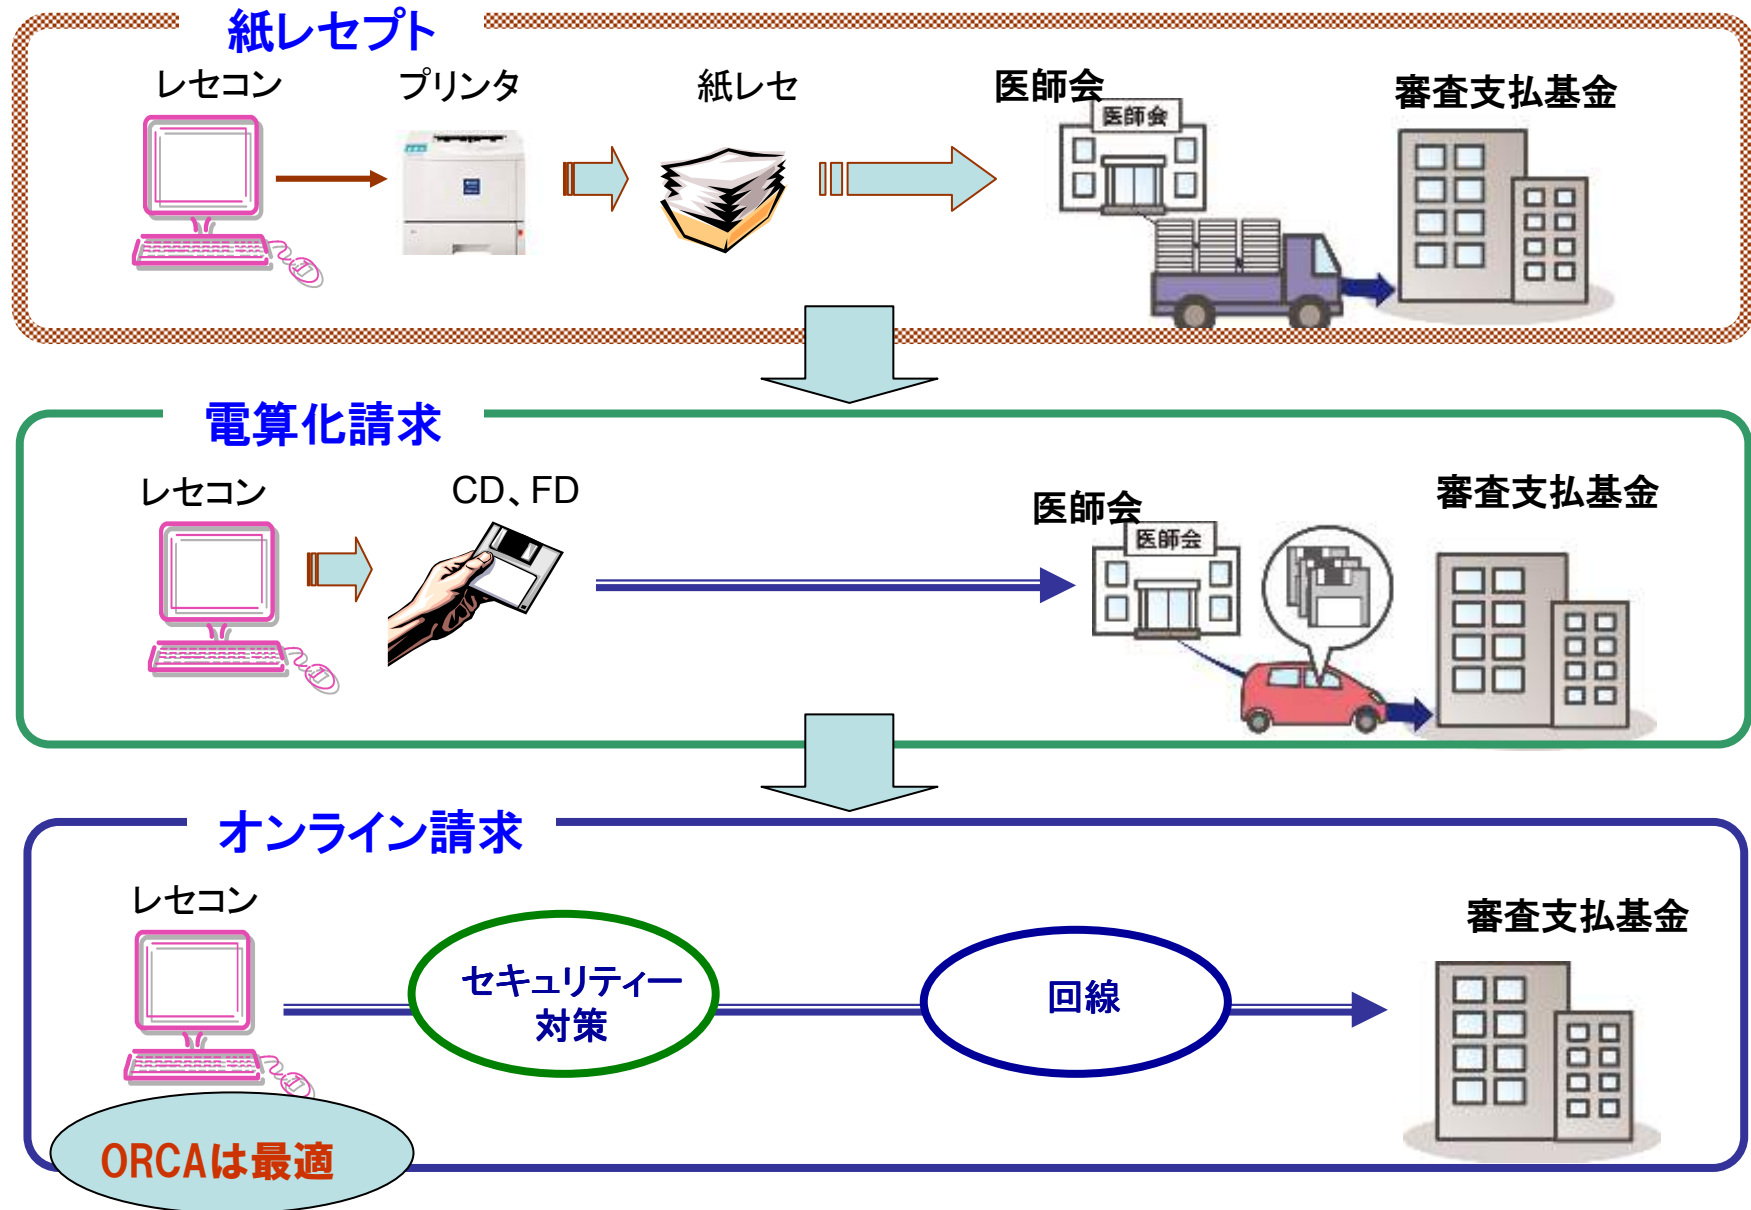 紙レセプト
レセコン
プリンタ
紙レセ
医師会
医師会
審査支払基金
電算化請求
レセコン
CD、FD
医師会
医師会
審査支払基金
オンライン請求
レセコン
セキュリティー
対策
回線
審査支払基金
ORCAは最適